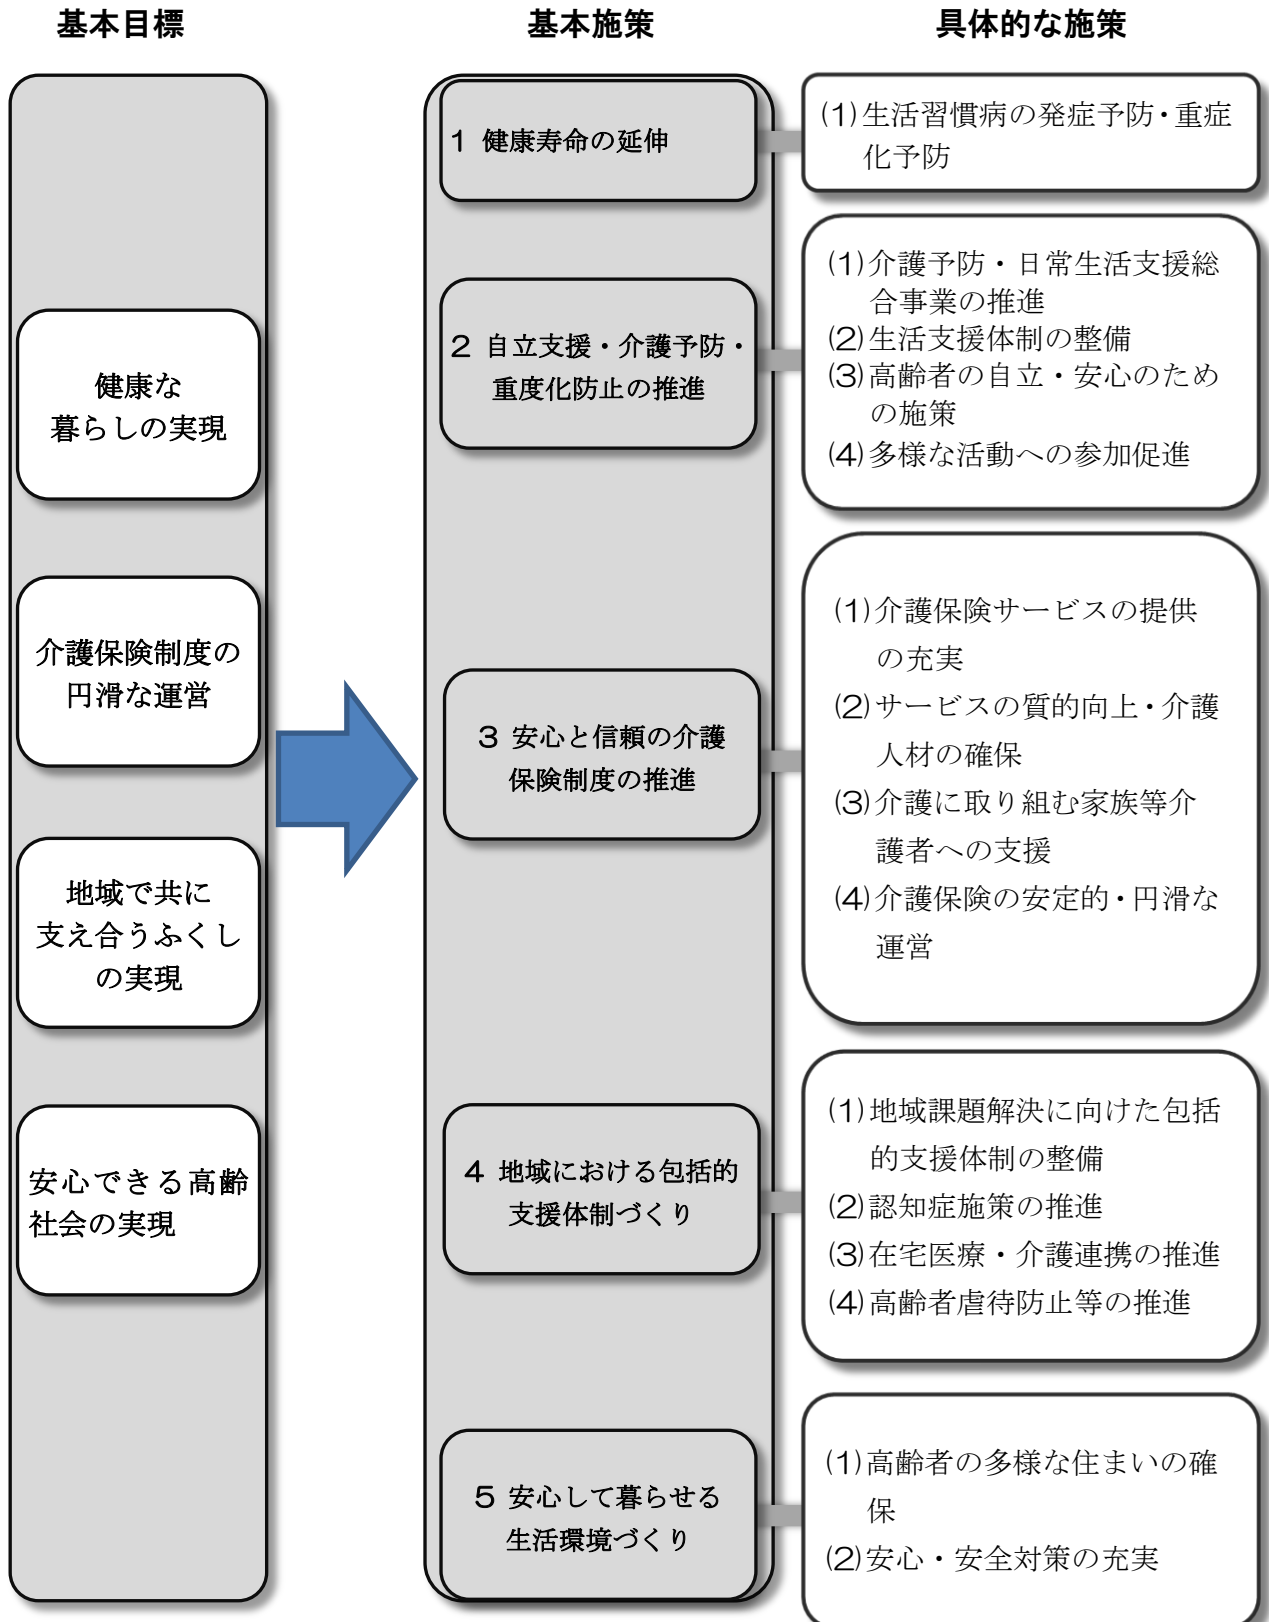 基本目標
基本施策
具体的な施策
健康な
暮らしの実現
介護保険制度の
円滑な運営
地域で共に
支え合うふくし
の実現
安心できる高齢
社会の実現
1 健康寿命の延伸
(1)生活習慣病の発症予防・重症
化予防
2 自立支援・介護予防・
重度化防止の推進
(1)介護予防・日常生活支援総
合事業の推進
(2)生活支援体制の整備
(3)高齢者の自立・安心のため
の施策
(4)多様な活動への参加促進
3 安心と信頼の介護
保険制度の推進
(1)介護保険サービスの提供
の充実
(2)サービスの質的向上・介護
人材の確保
(3)介護に取り組む家族等介
護者への支援
(4)介護保険の安定的・円滑な
運営
4 地域における包括的
支援体制づくり
(1)地域課題解決に向けた包括
的支援体制の整備
(2)認知症施策の推進
(3)在宅医療・介護連携の推進
(4)高齢者虐待防止等の推進
5 安心して暮らせる
生活環境づくり
(1)高齢者の多様な住まいの確
保
(2)安心・安全対策の充実